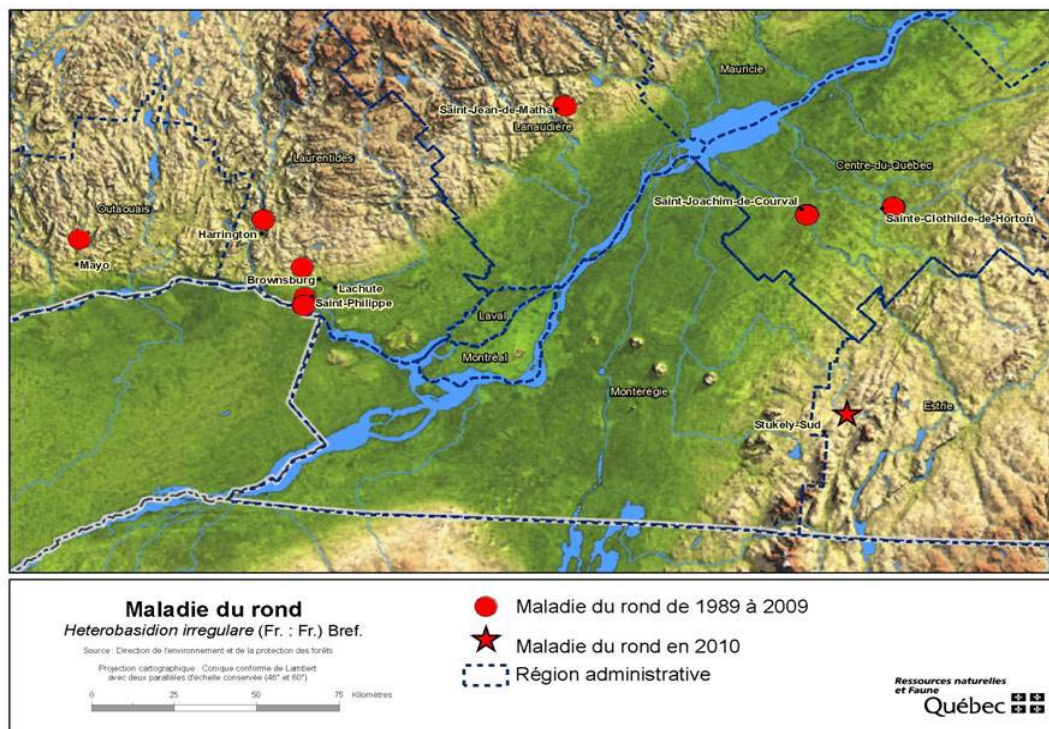 Mauricie
Saint-Jean-de-Matha
Lanaudière
Laurentides
Centre-du-Québec
Outaouais
Saint-Joachim-de-Courval
Sainte-Clothilde-de-Horton
Harrington
Mayo
Brownsburg
Lachute
Saint-Philippe
Laval
Montréal
Montérégie
Estrie
Stukely-Sud
Maladie du rond
Heterobasidion irregulare (Fr. : Fr.) Bref.
Source : Direction de l'environnement et de la protection des forêts
Projection cartographique : Conique conforme de Lambert
avec deux parallèles d'échelle conservée (46° et 60°)
0 25 50 75 Kilomètres
Maladie du rond de 1989 à 2009
Maladie du rond en 2010
Région administrative
Ressources naturelles
et Faune
Québec